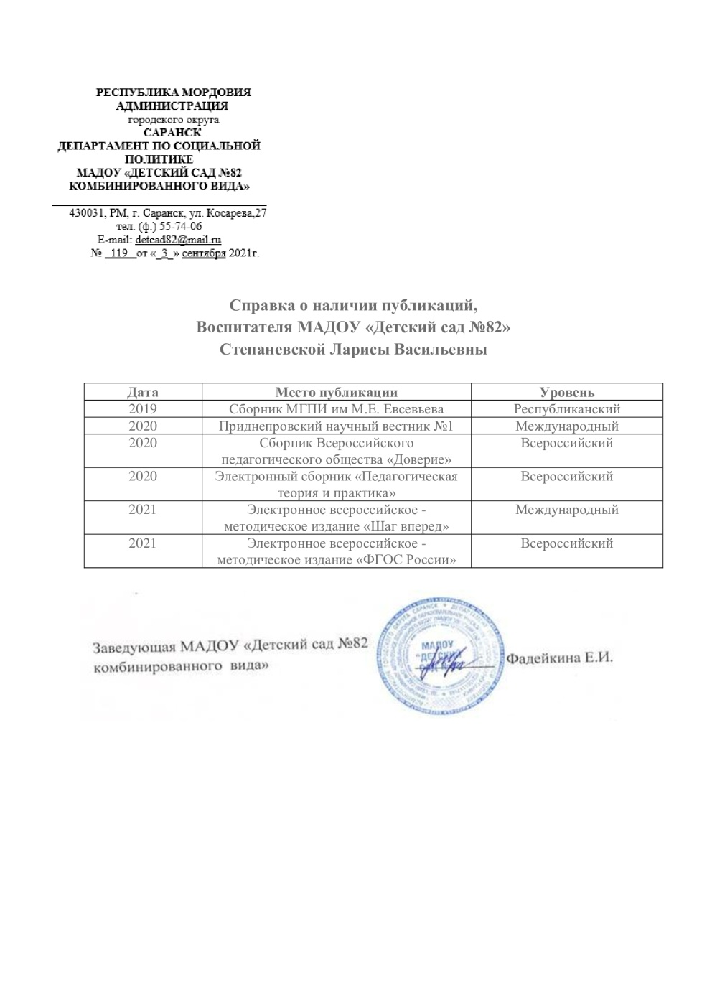 РЕСПУБЛИКА МОРДОВИЯ
АДМИНИСТРАЦИЯ
городского округа
САРАНСК
ДЕПАРТАМЕНТ ПО СОЦИАЛЬНОЙ
ПОЛИТИКЕ
МАДОУ «ДЕТСКИЙ САД №82
КОМБИНИРОВАННОГО ВИДА»
430031, РМ, г. Саранск, ул. Косарева,27
тел. (ф.) 55-74-06
E-mail: detcad82@mail.ru
№ _119_ от «_3_» сентября 2021г.
Справка о наличии публикаций,
Воспитателя МАДОУ «Детский сад №82»
Степаневской Ларисы Васильевны
Дата Место публикации Уровень
2019 Сборник МГПИ им М.Е. Евсевьева Республиканский
2020 Приднепровский научный вестник №1 Международный
2020 Сборник Всероссийского Всероссийский
педагогического общества «Доверие»
2020 Электронный сборник «Педагогическая Всероссийский
теория и практика»
2021 Электронное всероссийское - Международный
методическое издание «Шаг вперед»
2021 Электронное всероссийское - Всероссийский
методическое издание «ФГОС России»
Заведующая МАДОУ «Детский сад №82
комбинированного вида»
Фадейкина Е.И.
МАДОУ
"ДЕТСКИЙ